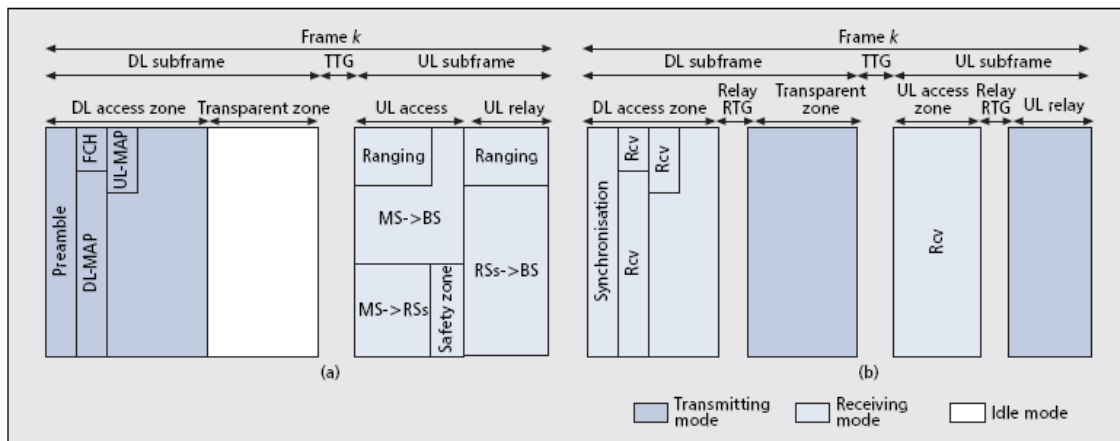 Frame k
DL subframe TTG UL subframe
DL access zone Transparent zone UL access UL relay
Preamble
FCH
DL-MAP
UL-MAP
Ranging
MS->BS
MS->RSs
Safety zone
Ranging
RSs->BS
(a)
Frame k
DL subframe TTG UL subframe
DL access zone
Relay
RTG
Transparent
zone
UL access
zone
Relay
RTG
UL relay
Synchronisation
Rcv
Rcv
Rcv
Rcv
(b)
Transmitting
mode
Receiving
mode
Idle mode